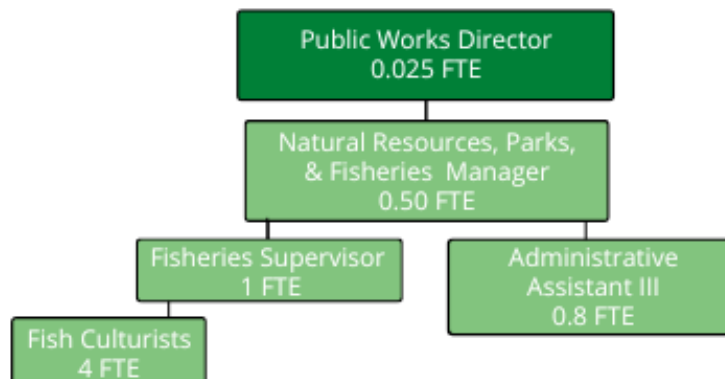 Public Works Director
0.025 FTE
Natural Resources, Parks,
& Fisheries Manager
0.50 FTE
Fisheries Supervisor
1 FTE
Administrative
Assistant III
0.8 FTE
Fish Culturists
4 FTE